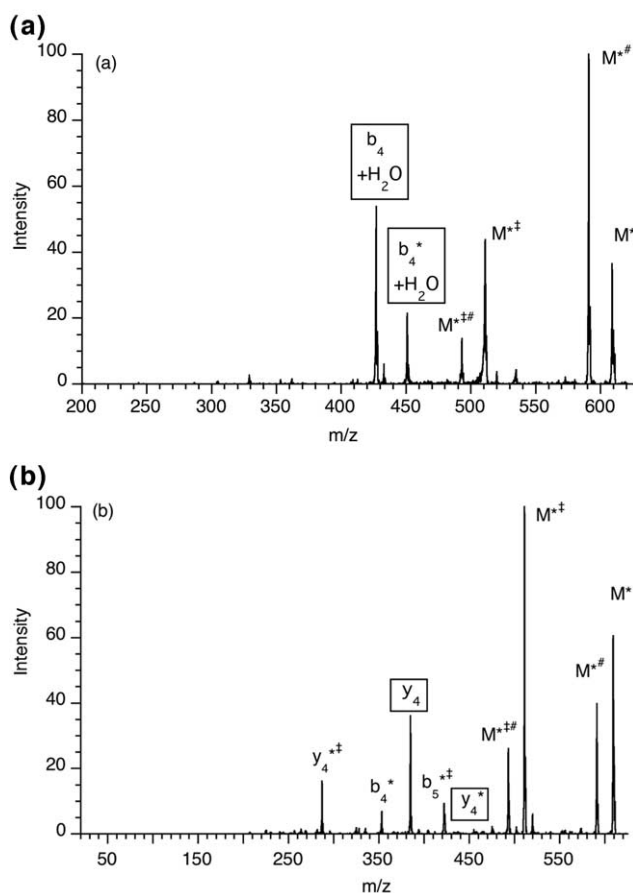 (a)
(a)
100
80
60
40
20
0
Intensity
b₄
+H₂O
b₄*
+H₂O
M*‡#
M*‡
M*#
M*
200 250 300 350 400 450 500 550 600
m/z
(b)
(b)
100
80
60
40
20
0
Intensity
y₄*‡
b₄*
y₄
b₅*‡
y₄*
M*‡#
M*‡
M*#
M*
50 150 250 350 450 550
m/z